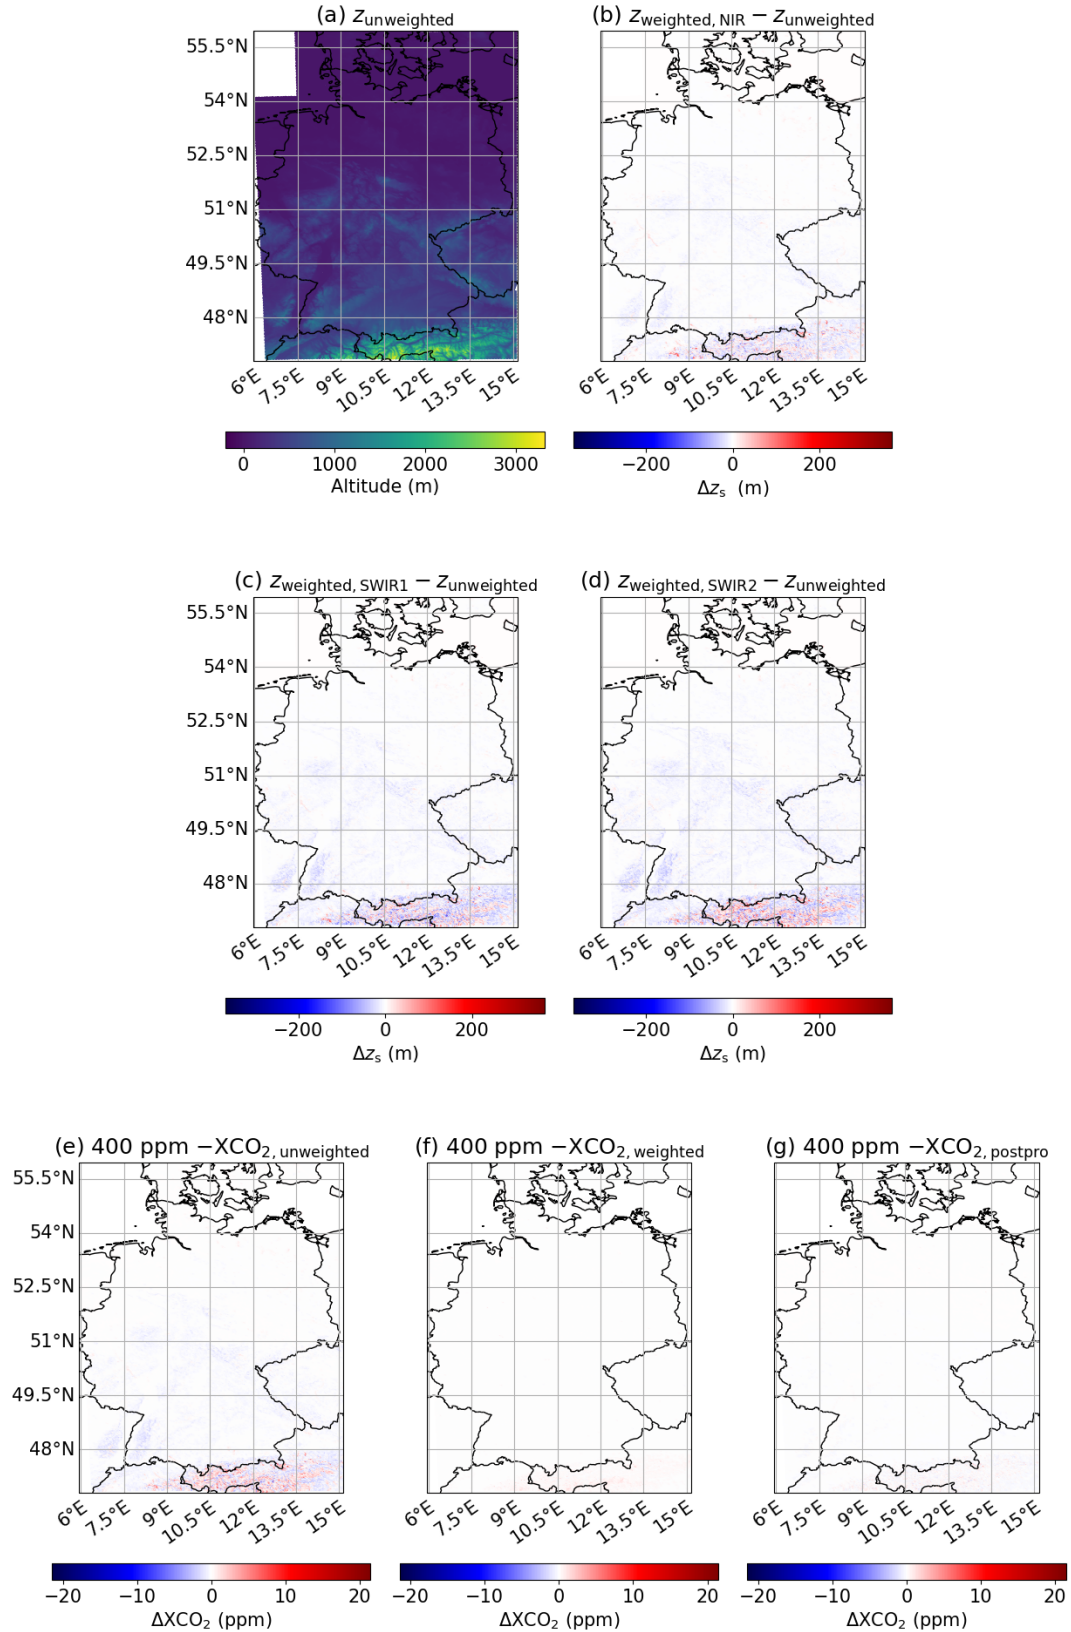 (a) z_unweighted (b) z_weighted, NIR − z_unweighted
55.5°N
54°N
52.5°N
51°N
49.5°N
48°N
6°E 7.5°E 9°E 10.5°E 12°E 13.5°E 15°E 6°E 7.5°E 9°E 10.5°E 12°E 13.5°E 15°E
0 1000 2000 3000 −200 0 200
Altitude (m) Δz_s (m)
(c) z_weighted, SWIR1 − z_unweighted (d) z_weighted, SWIR2 − z_unweighted
55.5°N
54°N
52.5°N
51°N
49.5°N
48°N
6°E 7.5°E 9°E 10.5°E 12°E 13.5°E 15°E 6°E 7.5°E 9°E 10.5°E 12°E 13.5°E 15°E
−200 0 200 −200 0 200
Δz_s (m) Δz_s (m)
(e) 400 ppm −XCO₂, unweighted (f) 400 ppm −XCO₂, weighted (g) 400 ppm −XCO₂, postpro
55.5°N
54°N
52.5°N
51°N
49.5°N
48°N
6°E 7.5°E 9°E 10.5°E 12°E 13.5°E 15°E 6°E 7.5°E 9°E 10.5°E 12°E 13.5°E 15°E 6°E 7.5°E 9°E 10.5°E 12°E 13.5°E 15°E
−20 −10 0 10 20 −20 −10 0 10 20 −20 −10 0 10 20
ΔXCO₂ (ppm) ΔXCO₂ (ppm) ΔXCO₂ (ppm)